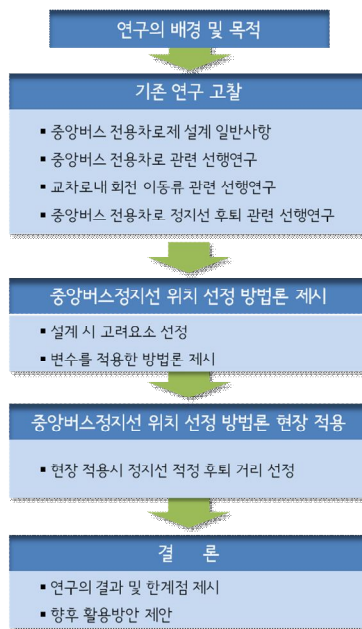 연구의 배경 및 목적
기존 연구 고찰
▪ 중앙버스 전용차로제 설계 일반사항
▪ 중앙버스 전용차로 관련 선행연구
▪ 교차로내 회전 이동류 관련 선행연구
▪ 중앙버스 전용차로 정지선 후퇴 관련 선행연구
중앙버스정지선 위치 선정 방법론 제시
▪ 설계 시 고려요소 선정
▪ 변수를 적용한 방법론 제시
중앙버스정지선 위치 선정 방법론 현장 적용
▪ 현장 적용시 정지선 적정 후퇴 거리 선정
결 론
▪ 연구의 결과 및 한계점 제시
▪ 향후 활용방안 제안